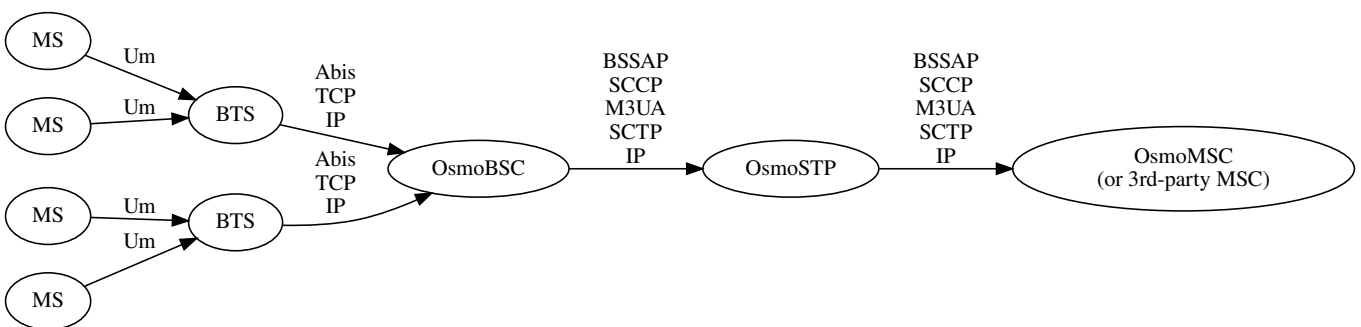 MS
Um
MS
Um
BTS
Abis
TCP
IP
MS
Um
MS
Um
BTS
Abis
TCP
IP
OsmoBSC
BSSAP
SCCP
M3UA
SCTP
IP
OsmoSTP
BSSAP
SCCP
M3UA
SCTP
IP
OsmoMSC
(or 3rd-party MSC)